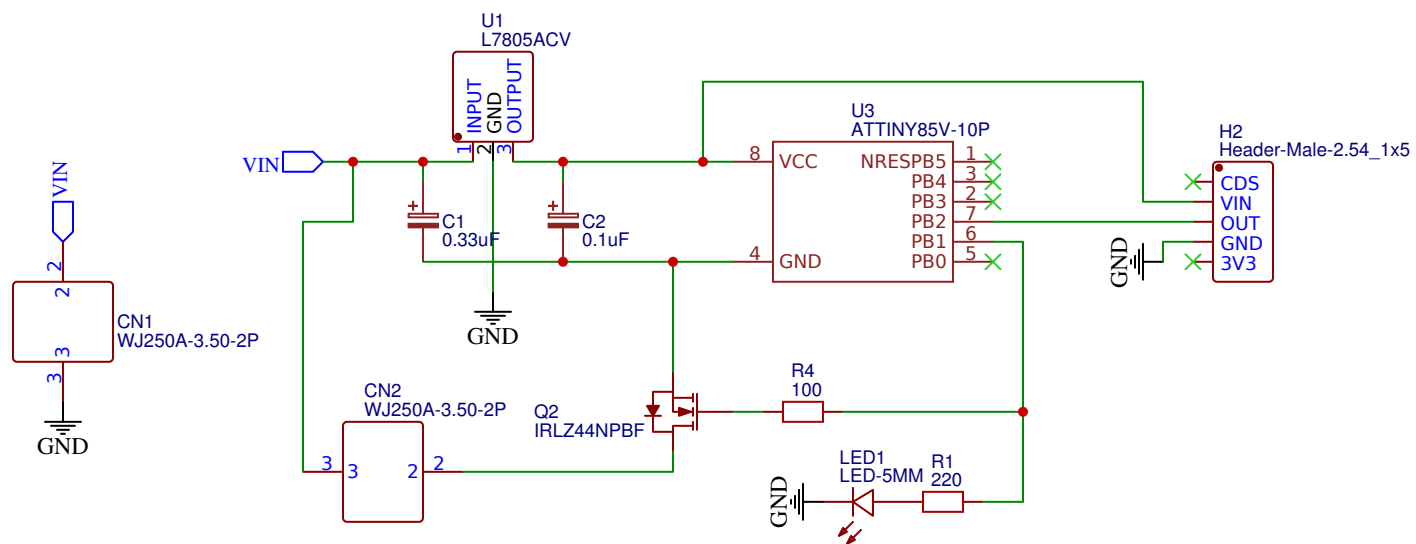 U1
L7805ACV
INPUT
GND
OUTPUT
1
2
3
VIN
VIN
2
2
3
3
CN1
WJ250A-3.50-2P
GND
C1
0.33uF
C2
0.1uF
GND
U3
ATTINY85V-10P
8
VCC
4
GND
NRESPB5
1
PB4
3
PB3
2
PB2
7
PB1
6
PB0
5
H2
Header-Male-2.54_1x5
CDS
VIN
OUT
GND
3V3
GND
CN2
WJ250A-3.50-2P
3
3
2
2
Q2
IRLZ44NPBF
R4
100
LED1
LED-5MM
R1
220
GND